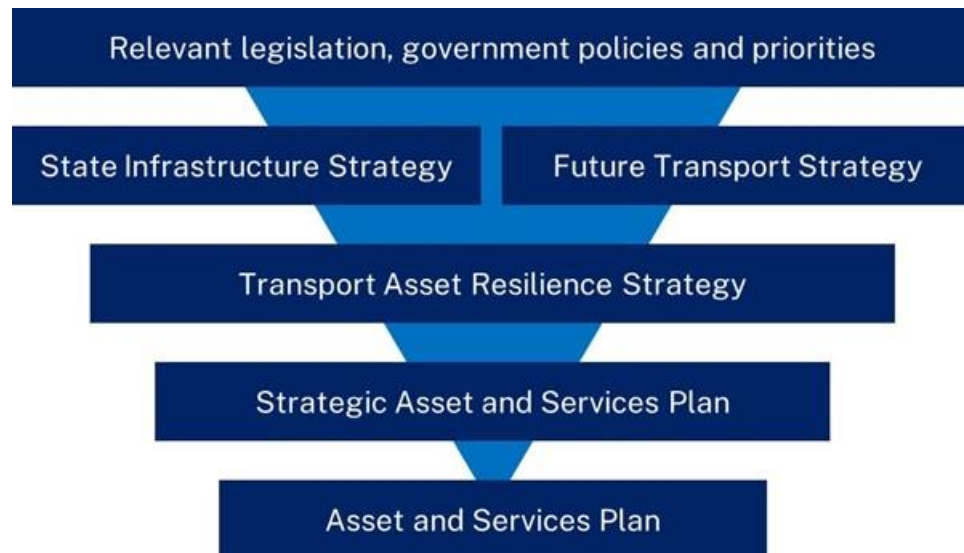 Relevant legislation, government policies and priorities
State Infrastructure Strategy
Future Transport Strategy
Transport Asset Resilience Strategy
Strategic Asset and Services Plan
Asset and Services Plan